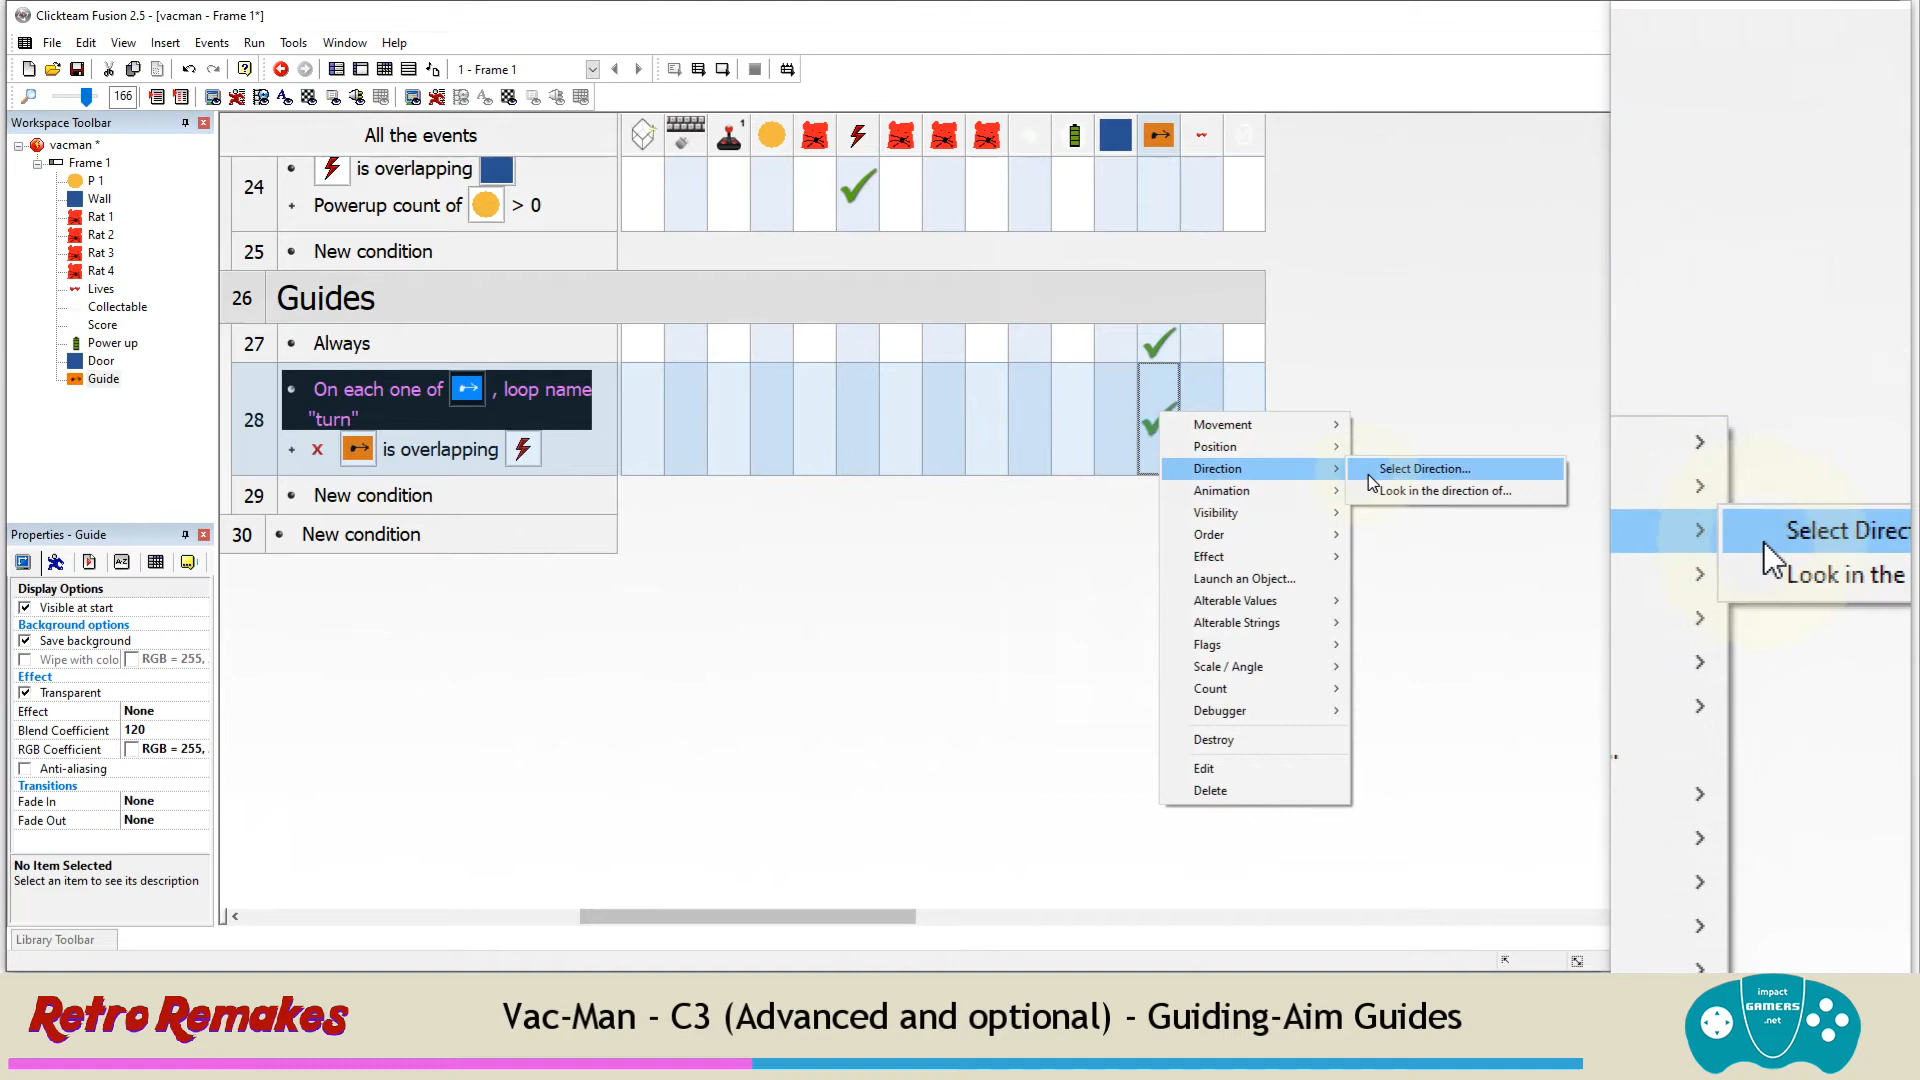 Clickteam Fusion 2.5 - [vacman - Frame 1*]
File Edit View Insert Events Run Tools Window Help
1 - Frame 1
166
Workspace Toolbar
vacman *
Frame 1
P 1
Wall
Rat 1
Rat 2
Rat 3
Rat 4
Lives
Collectable
Score
Power up
Door
Guide
Properties - Guide
Display Options
Visible at start
Background options
Save background
Wipe with colo RGB = 255,
Effect
Transparent
Effect None
Blend Coefficient 120
RGB Coefficient RGB = 255,
Anti-aliasing
Transitions
Fade In None
Fade Out None
No Item Selected
Select an item to see its description
Library Toolbar
All the events
1
24 is overlapping
+ Powerup count of > 0
25 New condition
26 Guides
27 Always
28 On each one of , loop name
"turn"
+ X is overlapping
29 New condition
30 New condition
Movement
Position
Direction
Animation
Visibility
Order
Effect
Launch an Object...
Alterable Values
Alterable Strings
Flags
Scale / Angle
Count
Debugger
Destroy
Edit
Delete
Select Direction...
Look in the direction of...
Select Direct
Look in the
Retro Remakes
Vac-Man - C3 (Advanced and optional) - Guiding-Aim Guides
impact
GAMERS
.net